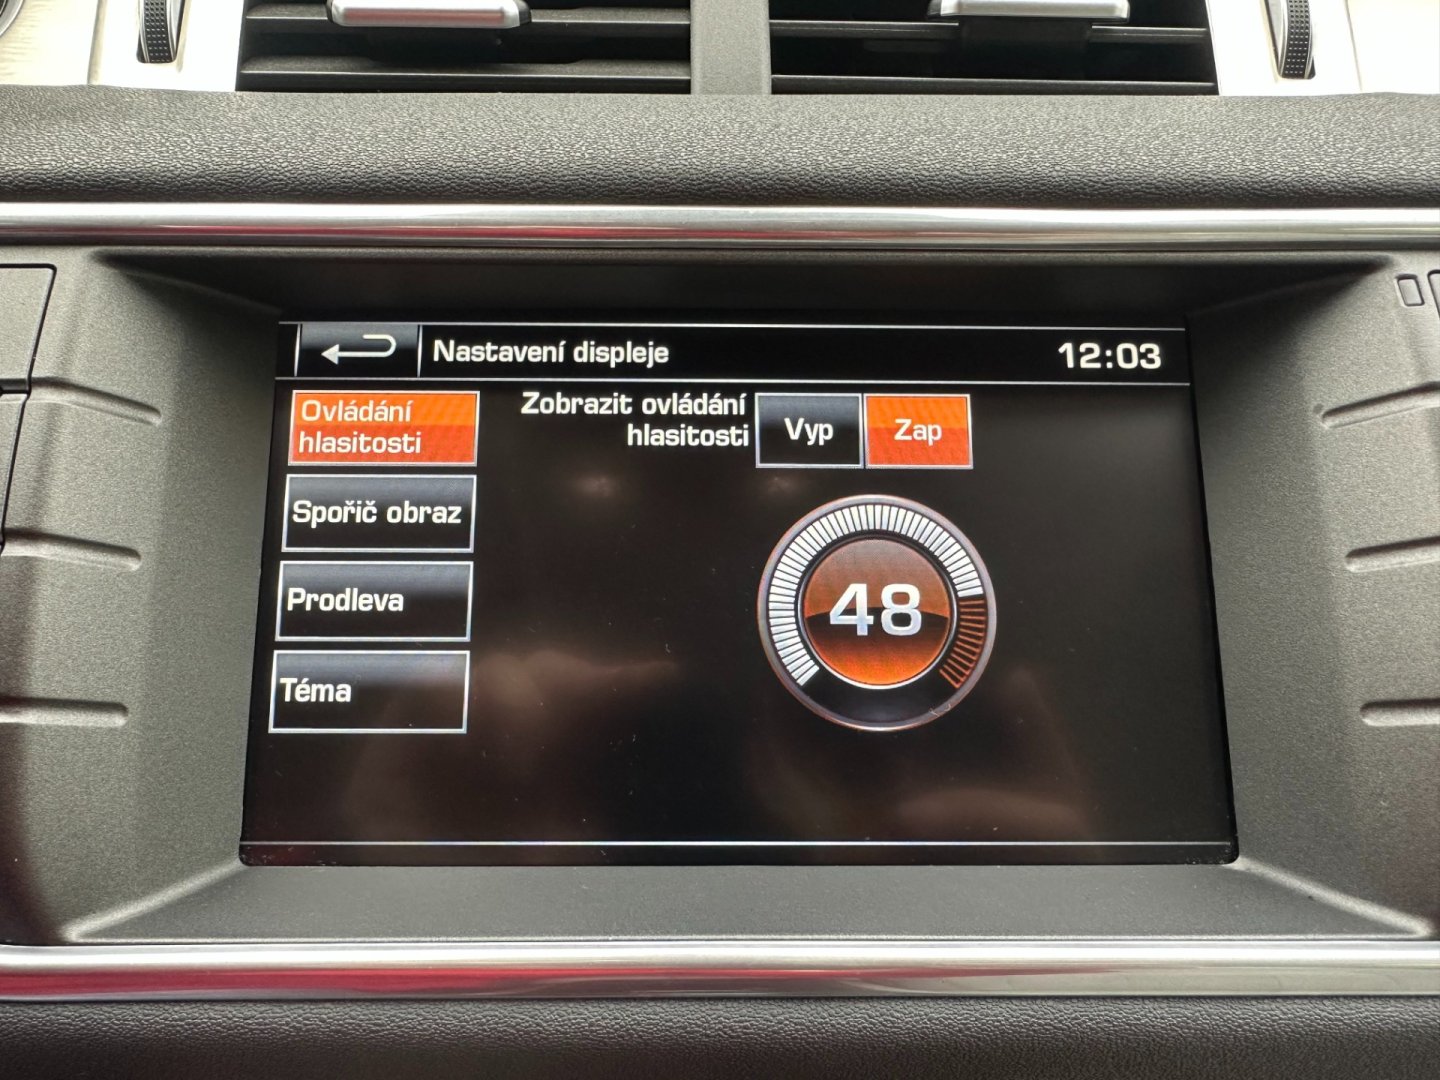 Nastavení displeje
12:03
Ovládání
hlasitosti
Zobrazit ovládání
hlasitosti
Vyp
Zap
Spořič obraz
Prodleva
Téma
48